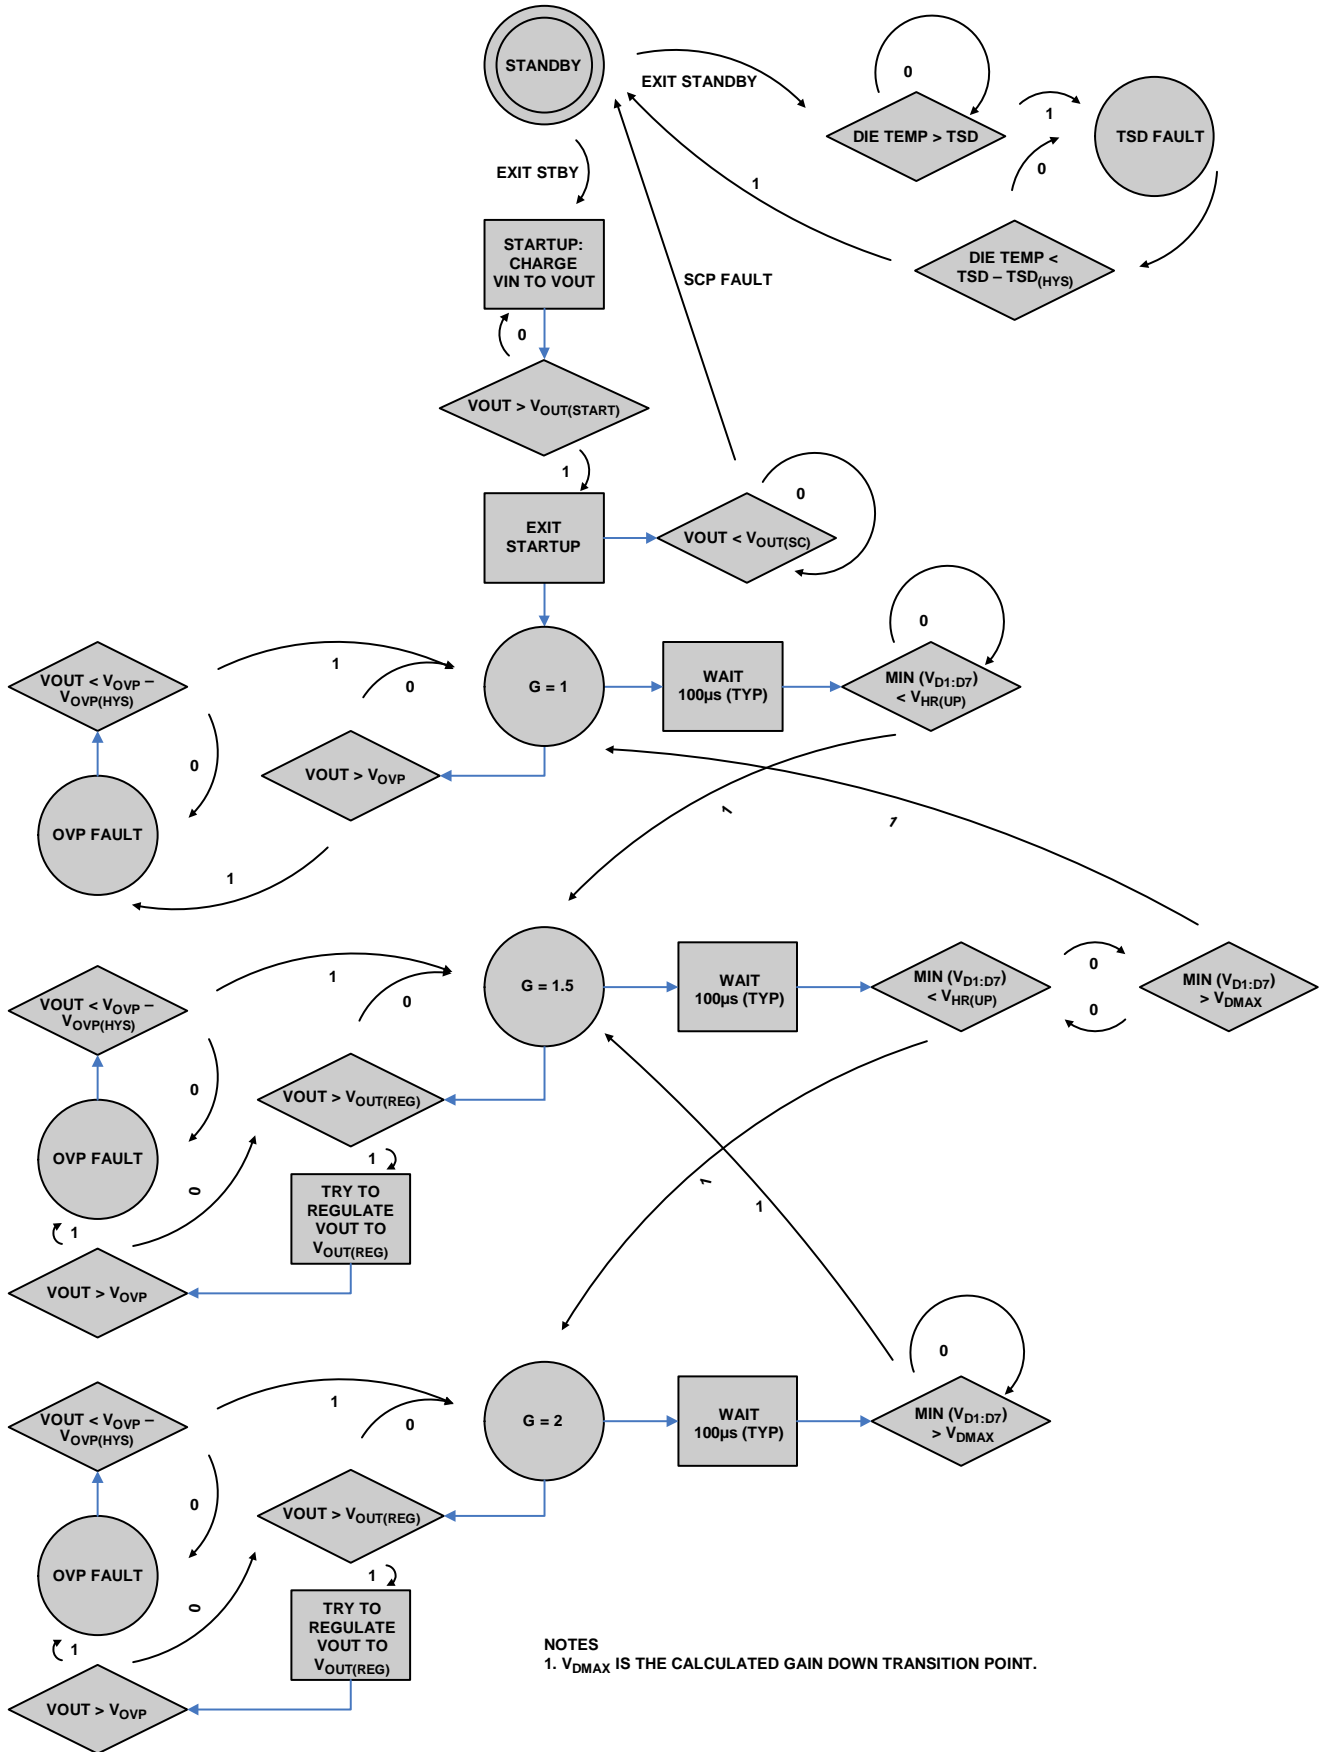 STANDBY
EXIT STANDBY
0
DIE TEMP > TSD
1
TSD FAULT
0
EXIT STBY
1
DIE TEMP <
TSD – TSD(HYS)
STARTUP:
CHARGE
VIN TO VOUT
SCP FAULT
0
VOUT > VOUT(START)
1
EXIT
STARTUP
VOUT < VOUT(SC)
0
G = 1
WAIT
100µs (TYP)
MIN (VD1:D7)
< VHR(UP)
0
VOUT < VOVP –
VOVP(HYS)
1
0
0
VOUT > VOVP
OVP FAULT
1
1
1
G = 1.5
WAIT
100µs (TYP)
MIN (VD1:D7)
< VHR(UP)
0
0
MIN (VD1:D7)
> VDMAX
VOUT < VOVP –
VOVP(HYS)
1
0
0
VOUT > VOUT(REG)
OVP FAULT
1
TRY TO
REGULATE
VOUT TO
VOUT(REG)
0
1
VOUT > VOVP
1
1
G = 2
WAIT
100µs (TYP)
MIN (VD1:D7)
> VDMAX
0
VOUT < VOVP –
VOVP(HYS)
1
0
0
VOUT > VOUT(REG)
OVP FAULT
1
TRY TO
REGULATE
VOUT TO
VOUT(REG)
0
1
VOUT > VOVP
NOTES
1. VDMAX IS THE CALCULATED GAIN DOWN TRANSITION POINT.